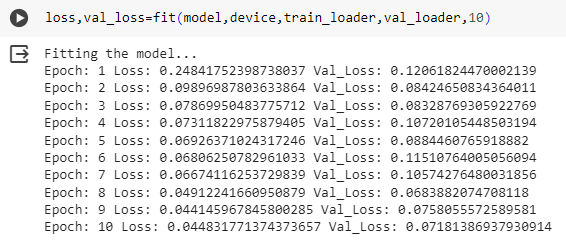 loss,val_loss=fit(model,device,train_loader,val_loader,10)
Fitting the model...
Epoch: 1 Loss: 0.24841752398738037 Val_Loss: 0.12061824470002139
Epoch: 2 Loss: 0.09896987803633864 Val_Loss: 0.08424650834364011
Epoch: 3 Loss: 0.07869950483775712 Val_Loss: 0.08328769305922769
Epoch: 4 Loss: 0.07311822975879405 Val_Loss: 0.10720105448503194
Epoch: 5 Loss: 0.06926371024317246 Val_Loss: 0.0884460765918882
Epoch: 6 Loss: 0.06806250782961033 Val_Loss: 0.11510764005056094
Epoch: 7 Loss: 0.06674116253729839 Val_Loss: 0.10574276480031856
Epoch: 8 Loss: 0.04912241660950879 Val_Loss: 0.0683882074708118
Epoch: 9 Loss: 0.044145967845800285 Val_Loss: 0.0758055572589581
Epoch: 10 Loss: 0.044831771374373657 Val_Loss: 0.07181386937930914